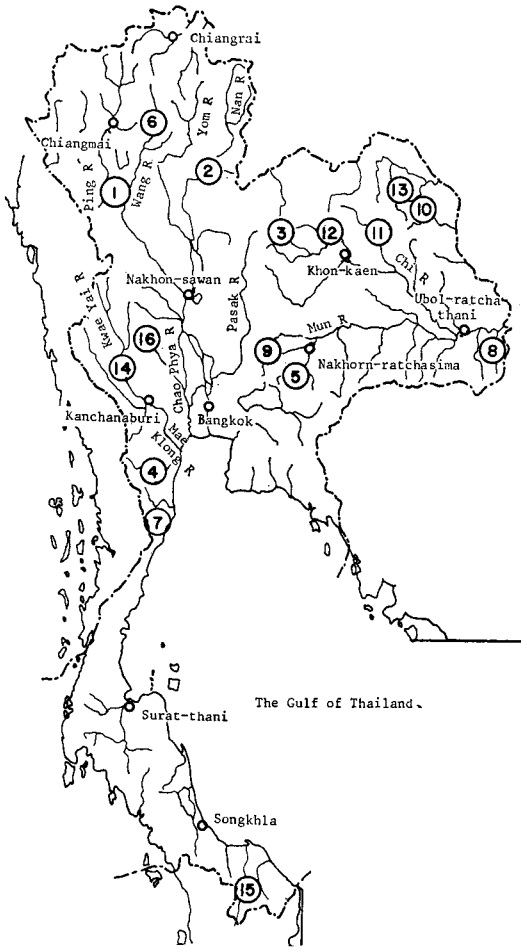 Chiangrai
6
Chiangmai
Yom R
Nan R
Ping R
1
Wang R
2
13
10
3
12
11
Khon-kaen
Chi R
Nakhon-sawan
Pasak R
Ubol-ratcha
thani
Kwae Yai R
16
Chao Phya R
Mun R
9
8
14
5
Nakhorn-ratchasima
Kanchanaburi
Bangkok
Mae
Klong R
4
7
The Gulf of Thailand.
Surat-thani
Songkhla
15